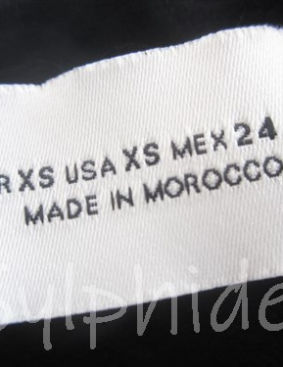 R XS USA XS MEX 24
MADE IN MOROCCO
Sylphide